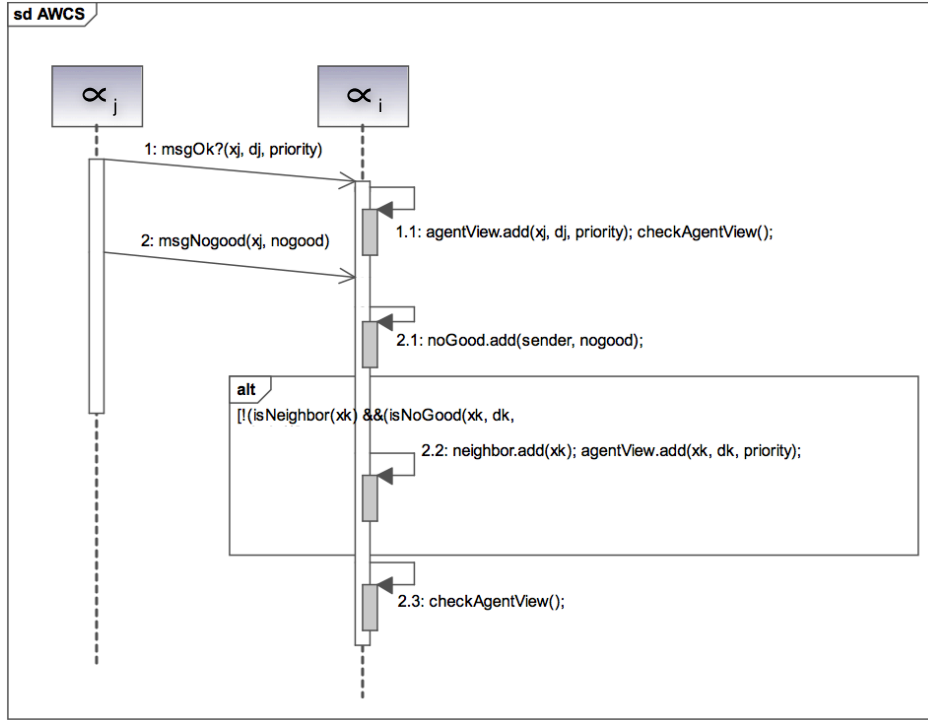 sd AWCS
∝ j
∝ i
1: msgOk?(xj, dj, priority)
1.1: agentView.add(xj, dj, priority); checkAgentView();
2: msgNogood(xj, nogood)
2.1: noGood.add(sender, nogood);
alt
[!(isNeighbor(xk) &&(isNoGood(xk, dk,
2.2: neighbor.add(xk); agentView.add(xk, dk, priority);
2.3: checkAgentView();